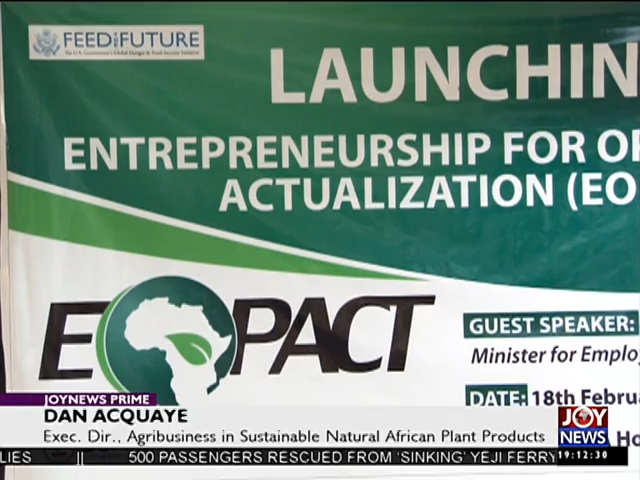 FEED THE FUTURE
The U.S. Government's Global Hunger & Food Security Initiative
LAUNCHIN
ENTREPRENEURSHIP FOR OP
ACTUALIZATION (EO
EOPACT
GUEST SPEAKER:
Minister for Emplo
DATE: 18th Februa
JOYNEWS PRIME
DAN ACQUAYE
Exec. Dir., Agribusiness in Sustainable Natural African Plant Products
JOY
NEWS
Ho
LIES || 500 PASSENGERS RESCUED FROM ‘SINKING’ YEJI FERRY
19:12:30